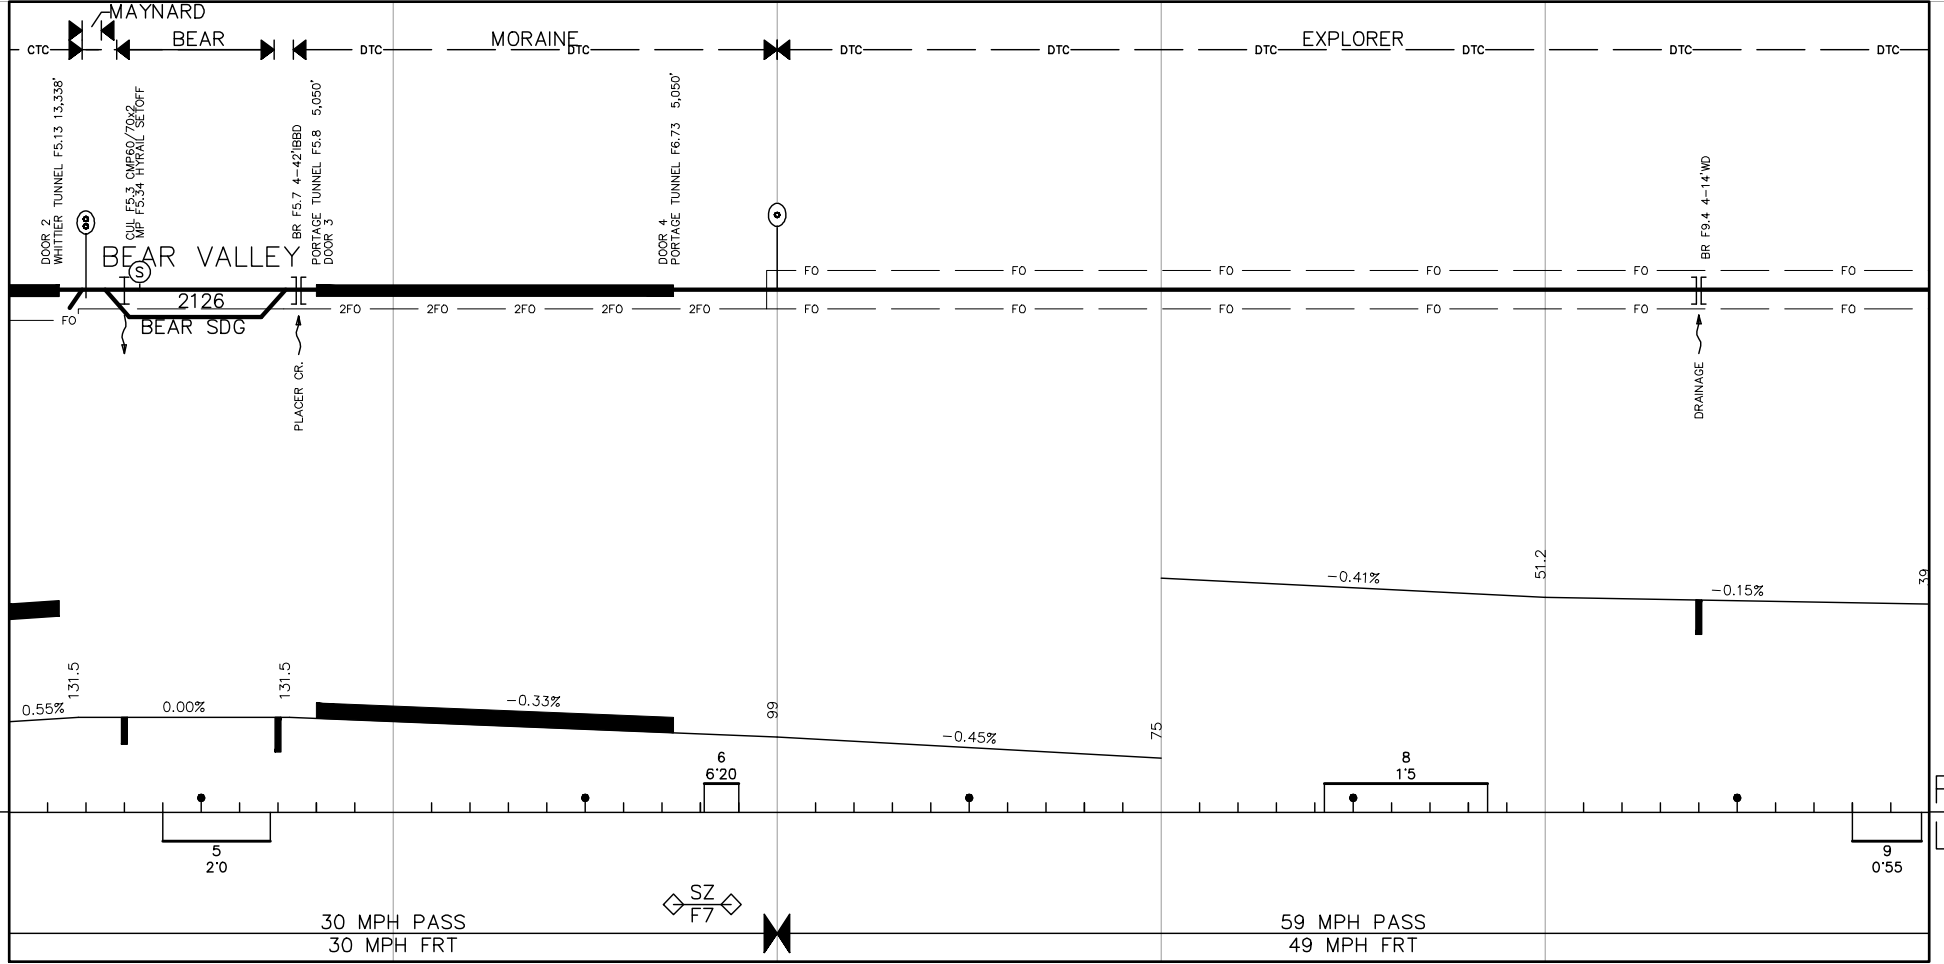 MAYNARD
CTC
BEAR
DTC
MORAINE
DTC
DTC
DTC
EXPLORER
DTC
DTC
DTC
DTC
DOOR 2
WHITTIER TUNNEL F5.13 13,338'
CUL F5.3 CMP60/70x2
MP F5.34 HYRAIL SETOFF
BR F5.7 4-42'IBBD
PORTAGE TUNNEL F5.8 5,050'
DOOR 3
DOOR 4
PORTAGE TUNNEL F6.73 5,050'
BR F9.4 4-14'WD
BEAR VALLEY
S
FO
FO
FO
FO
FO
FO
2126
FO
2FO
2FO
2FO
2FO
2FO
FO
FO
FO
FO
FO
FO
BEAR SDG
PLACER CR.
DRAINAGE
-0.41%
51.2
-0.15%
39
0.55%
131.5
0.00%
131.5
-0.33%
99
-0.45%
75
6
6'20
8
1'5
5
2'0
9
0'55
SZ
F7
30 MPH PASS
30 MPH FRT
59 MPH PASS
49 MPH FRT